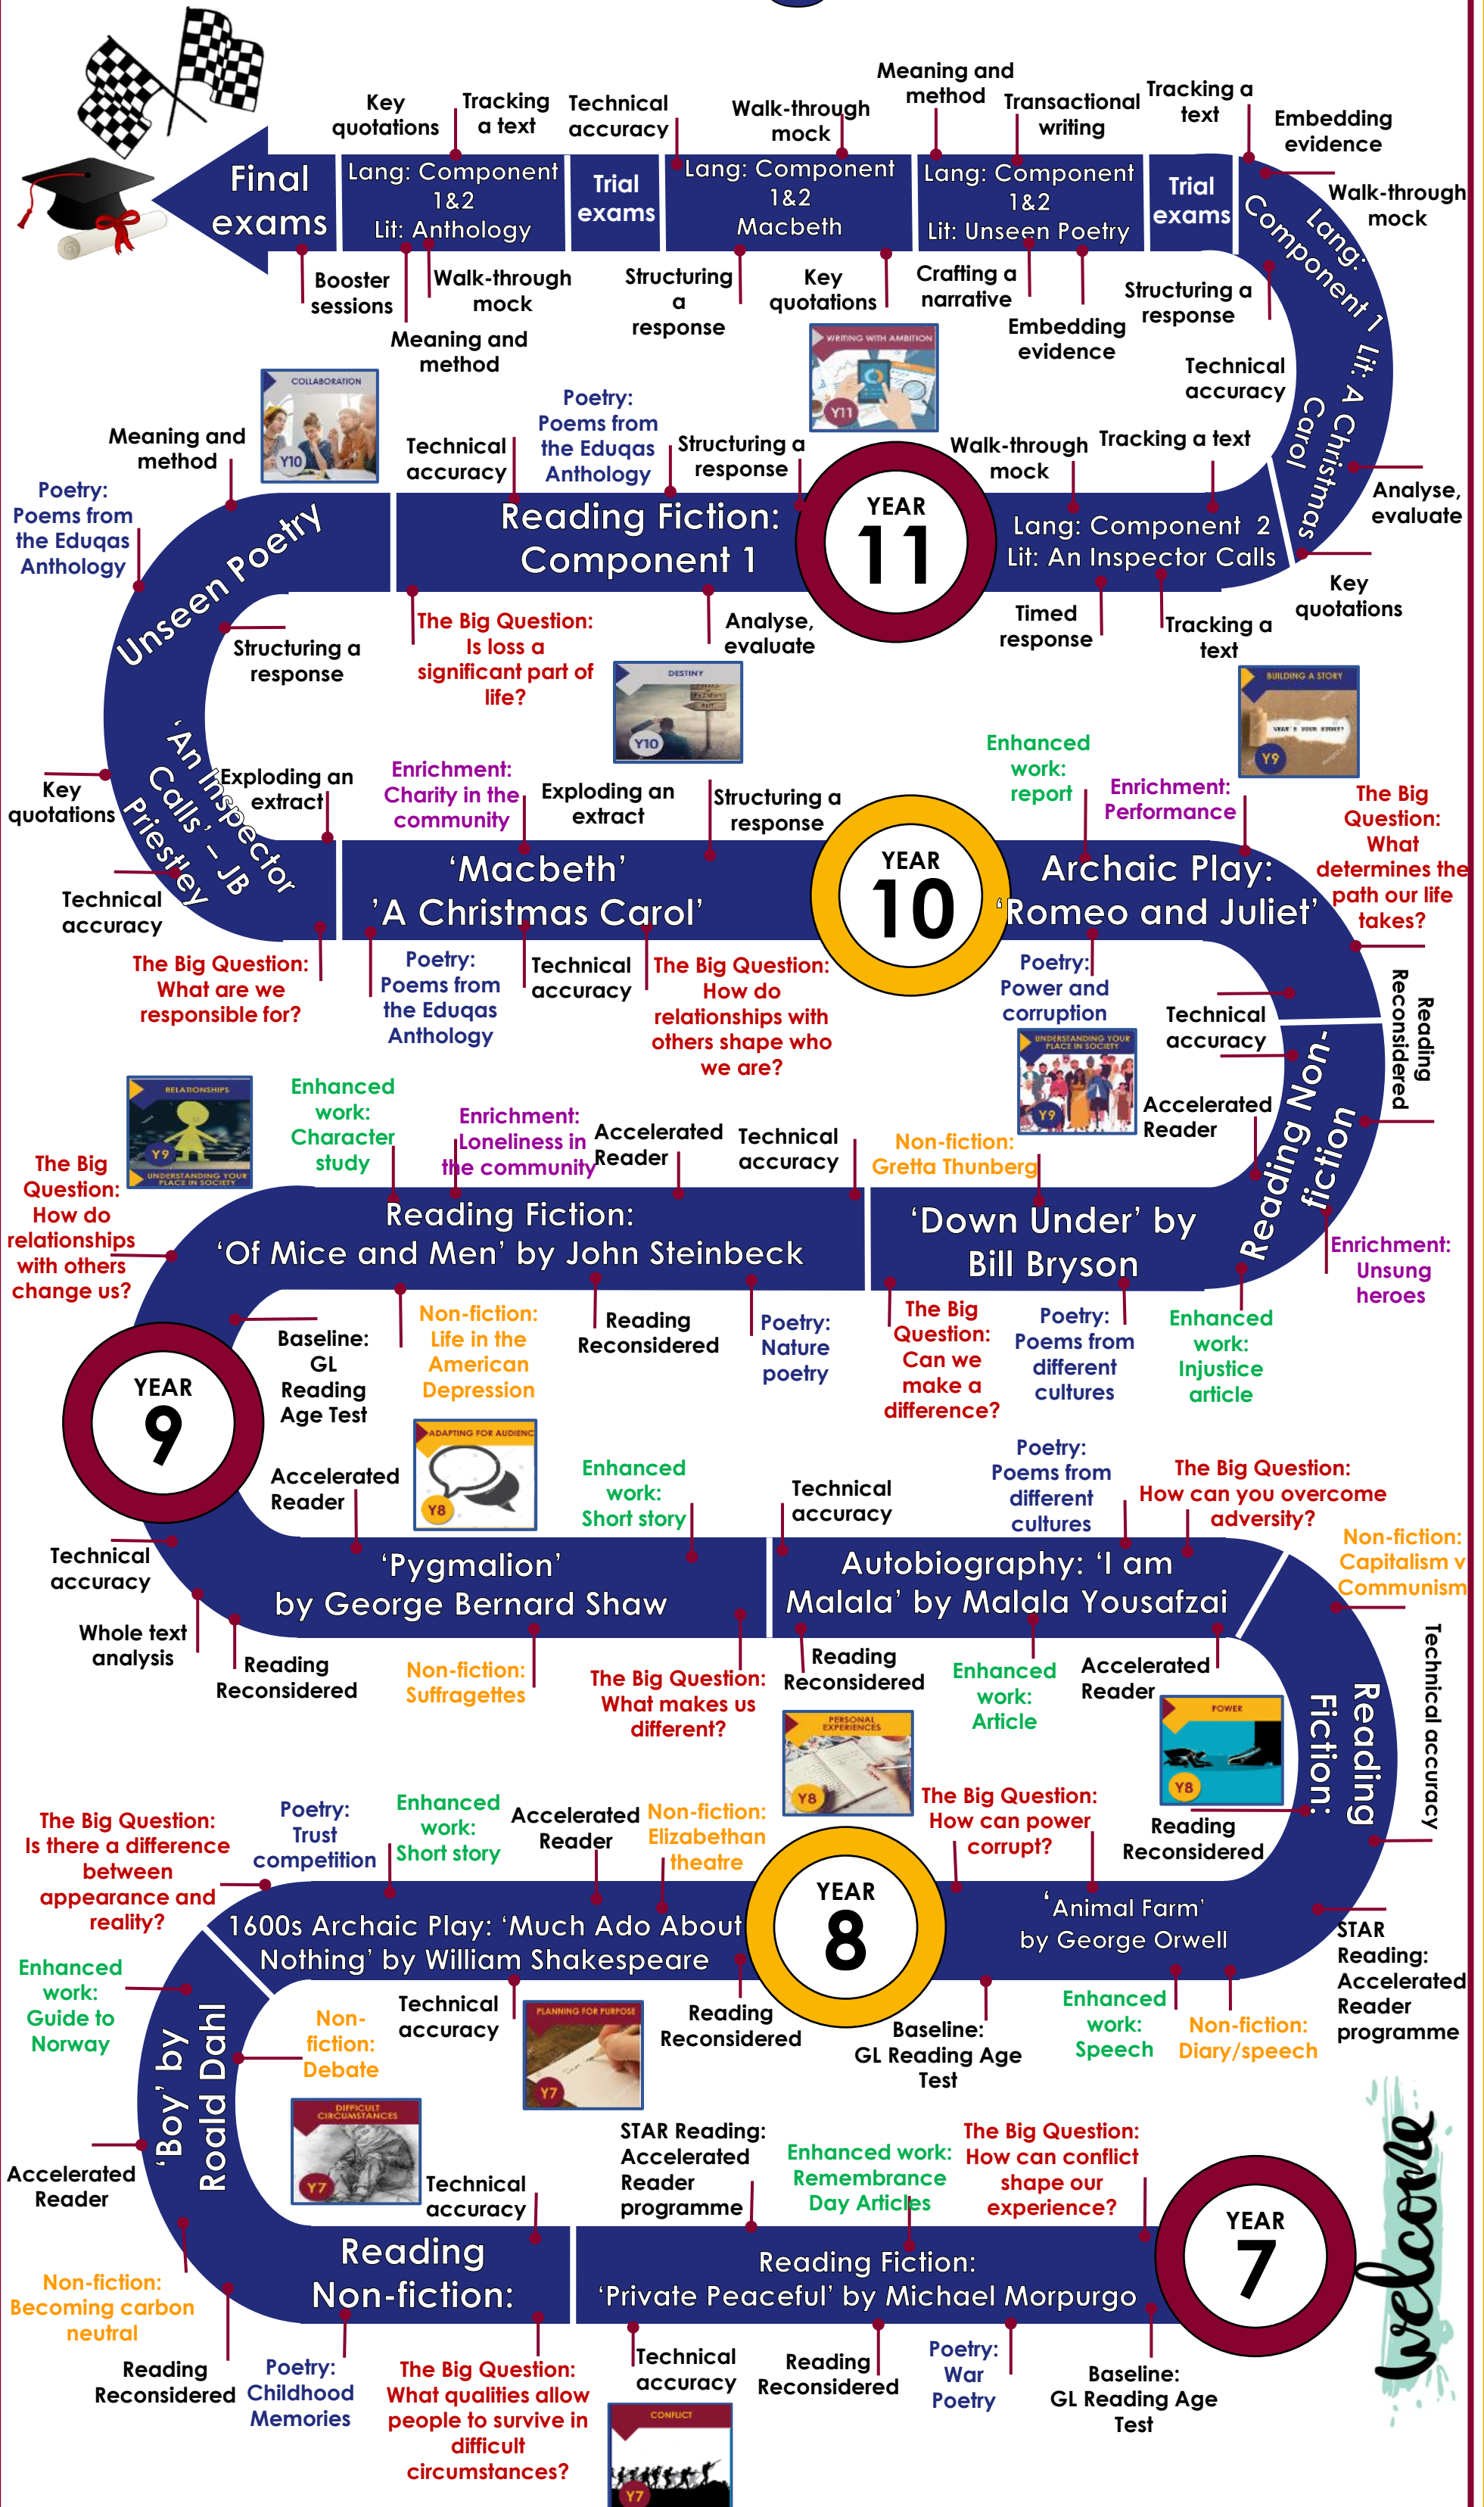 Key
quotations
Tracking
a text
Technical
accuracy
Walk-through
mock
Meaning and
method
Transactional
writing
Tracking a
text
Embedding
evidence
Walk-through
mock
Final
exams
Lang: Component
1&2
Lit: Anthology
Trial
exams
Lang: Component
1&2
Macbeth
Lang: Component
1&2
Lit: Unseen Poetry
Trial
exams
Lang:
Component 1
Lit: A Christmas
Carol
Booster
sessions
Walk-through
mock
Meaning and
method
Structuring
a
response
Key
quotations
Crafting a
narrative
Embedding
evidence
Structuring a
response
Technical
accuracy
WRITING WITH AMBITION
Y11
COLLABORATION
Y10
Meaning and
method
Poetry:
Poems from
the Eduqas
Anthology
Technical
accuracy
Poetry:
Poems from
the Eduqas
Anthology
Structuring a
response
Walk-through
mock
Tracking a text
Analyse,
evaluate
Key
quotations
Unseen Poetry
Reading Fiction:
Component 1
YEAR
11
Lang: Component 2
Lit: An Inspector Calls
Structuring a
response
The Big Question:
Is loss a
significant part of
life?
Analyse,
evaluate
Timed
response
Tracking a
text
DESTINY
Y10
BUILDING A STORY
WHAT'S YOUR STORY?
Y9
Key
quotations
'An Inspector
Calls' – JB
Priestley
Exploding an
extract
Enrichment:
Charity in the
community
Exploding an
extract
Structuring a
response
Enhanced
work:
report
Enrichment:
Performance
The Big
Question:
What
determines the
path our life
takes?
Technical
accuracy
'Macbeth'
'A Christmas Carol'
YEAR
10
Archaic Play:
'Romeo and Juliet'
The Big Question:
What are we
responsible for?
Poetry:
Poems from
the Eduqas
Anthology
Technical
accuracy
The Big Question:
How do
relationships with
others shape who
we are?
Poetry:
Power and
corruption
Technical
accuracy
Reading
Reconsidered
UNDERSTANDING YOUR
PLACE IN SOCIETY
Y9
Accelerated
Reader
Reading Non-
fiction
RELATIONSHIPS
Y9
UNDERSTANDING YOUR
PLACE IN SOCIETY
Enhanced
work:
Character
study
Enrichment:
Loneliness in
the community
Accelerated
Reader
Technical
accuracy
Non-fiction:
Gretta Thunberg
The Big
Question:
How do
relationships
with others
change us?
Reading Fiction:
'Of Mice and Men' by John Steinbeck
'Down Under' by
Bill Bryson
Enrichment:
Unsung
heroes
Baseline:
GL
Reading
Age Test
Non-fiction:
Life in the
American
Depression
Reading
Reconsidered
Poetry:
Nature
poetry
The Big
Question:
Can we
make a
difference?
Poetry:
Poems from
different
cultures
Enhanced
work:
Injustice
article
YEAR
9
ADAPTING FOR AUDIENC
Y8
Accelerated
Reader
Enhanced
work:
Short story
Technical
accuracy
Poetry:
Poems from
different
cultures
The Big Question:
How can you overcome
adversity?
Non-fiction:
Capitalism v
Communism
Technical
accuracy
'Pygmalion'
by George Bernard Shaw
Autobiography: 'I am
Malala' by Malala Yousafzai
Whole text
analysis
Reading
Reconsidered
Non-fiction:
Suffragettes
The Big Question:
What makes us
different?
Reading
Reconsidered
Enhanced
work:
Article
Accelerated
Reader
Technical accuracy
Reading
Fiction:
PERSONAL
EXPERIENCES
Y8
POWER
Y8
The Big Question:
Is there a difference
between
appearance and
reality?
Poetry:
Trust
competition
Enhanced
work:
Short story
Accelerated
Reader
Non-fiction:
Elizabethan
theatre
The Big Question:
How can power
corrupt?
Reading
Reconsidered
1600s Archaic Play: 'Much Ado About
Nothing' by William Shakespeare
YEAR
8
'Animal Farm'
by George Orwell
STAR
Reading:
Accelerated
Reader
programme
Enhanced
work:
Guide to
Norway
Technical
accuracy
Reading
Reconsidered
Baseline:
GL Reading Age
Test
Enhanced
work:
Speech
Non-fiction:
Diary/speech
Non-
fiction:
Debate
PLANNING FOR PURPOSE
Y7
'Boy' by
Roald Dahl
DIFFICULT
CIRCUMSTANCES
Y7
Accelerated
Reader
Technical
accuracy
STAR Reading:
Accelerated
Reader
programme
Enhanced work:
Remembrance
Day Articles
The Big Question:
How can conflict
shape our
experience?
welcome
Reading
Non-fiction:
Reading Fiction:
'Private Peaceful' by Michael Morpurgo
YEAR
7
Non-fiction:
Becoming carbon
neutral
Reading
Reconsidered
Poetry:
Childhood
Memories
The Big Question:
What qualities allow
people to survive in
difficult
circumstances?
Technical
accuracy
Reading
Reconsidered
Poetry:
War
Poetry
Baseline:
GL Reading Age
Test
CONFLICT
Y7